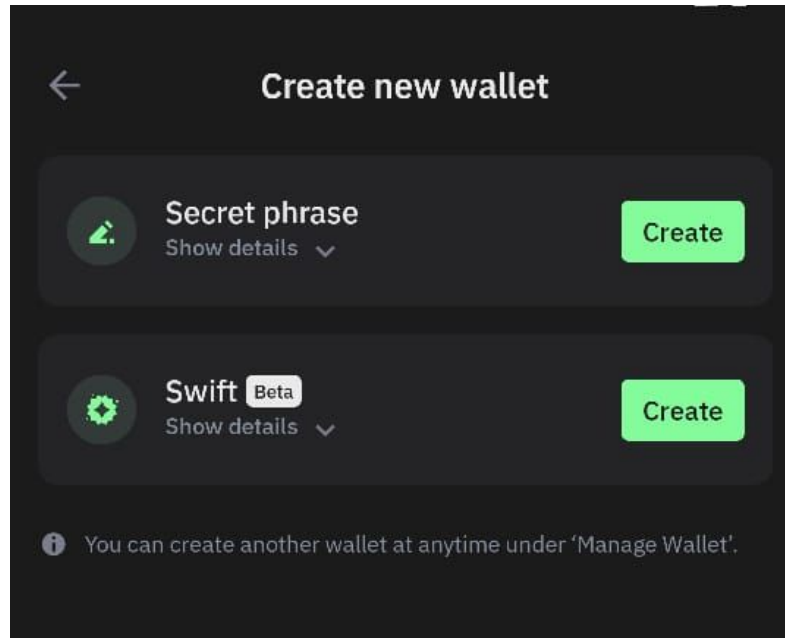 Create new wallet
Secret phrase
Show details
Create
Swift Beta
Show details
Create
You can create another wallet at anytime under ‘Manage Wallet’.